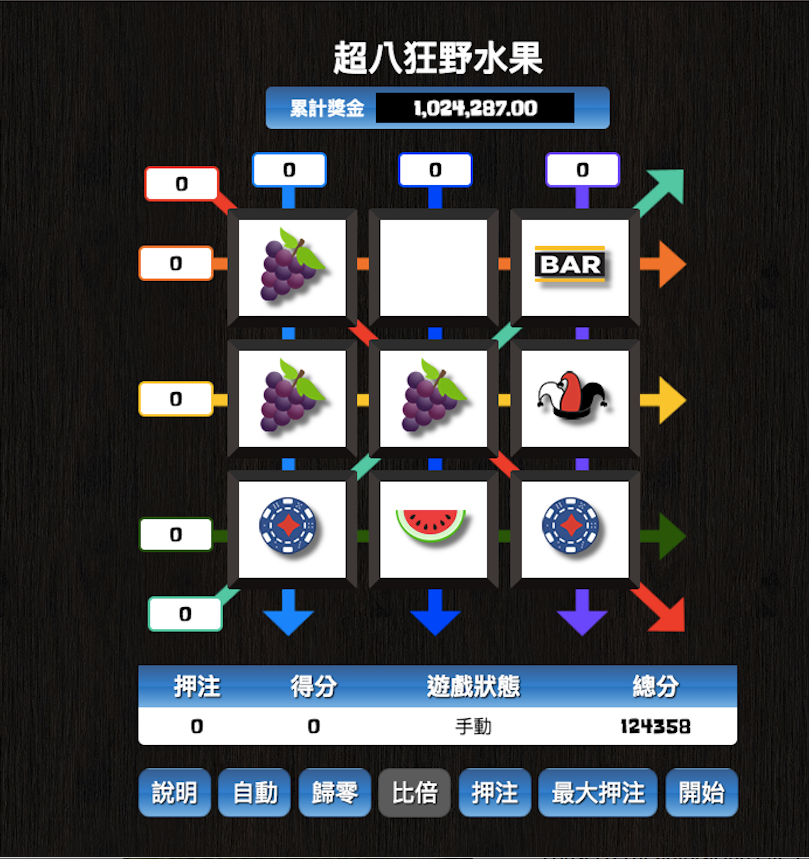 超八狂野水果
累計獎金 1,024,287.00
0 0 0 0
0
BAR
0
0
0
押注 得分 遊戲狀態 總分
0 0 手動 124358
說明 自動 歸零 比倍 押注 最大押注 開始